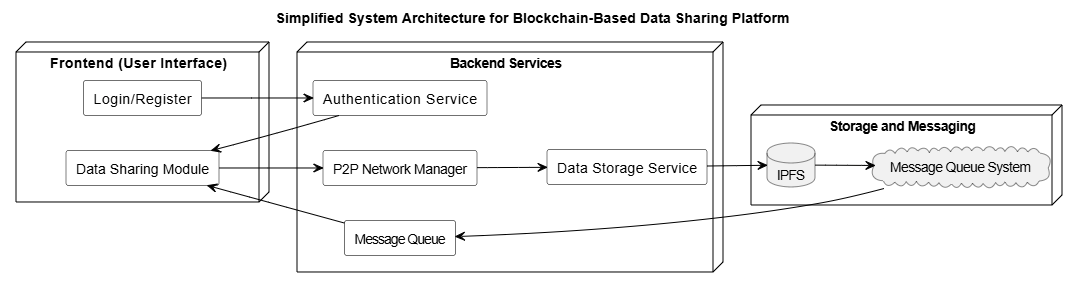 Simplified System Architecture for Blockchain-Based Data Sharing Platform
Frontend (User Interface)
Login/Register
Data Sharing Module
Backend Services
Authentication Service
P2P Network Manager
Data Storage Service
Message Queue
Storage and Messaging
IPFS
Message Queue System